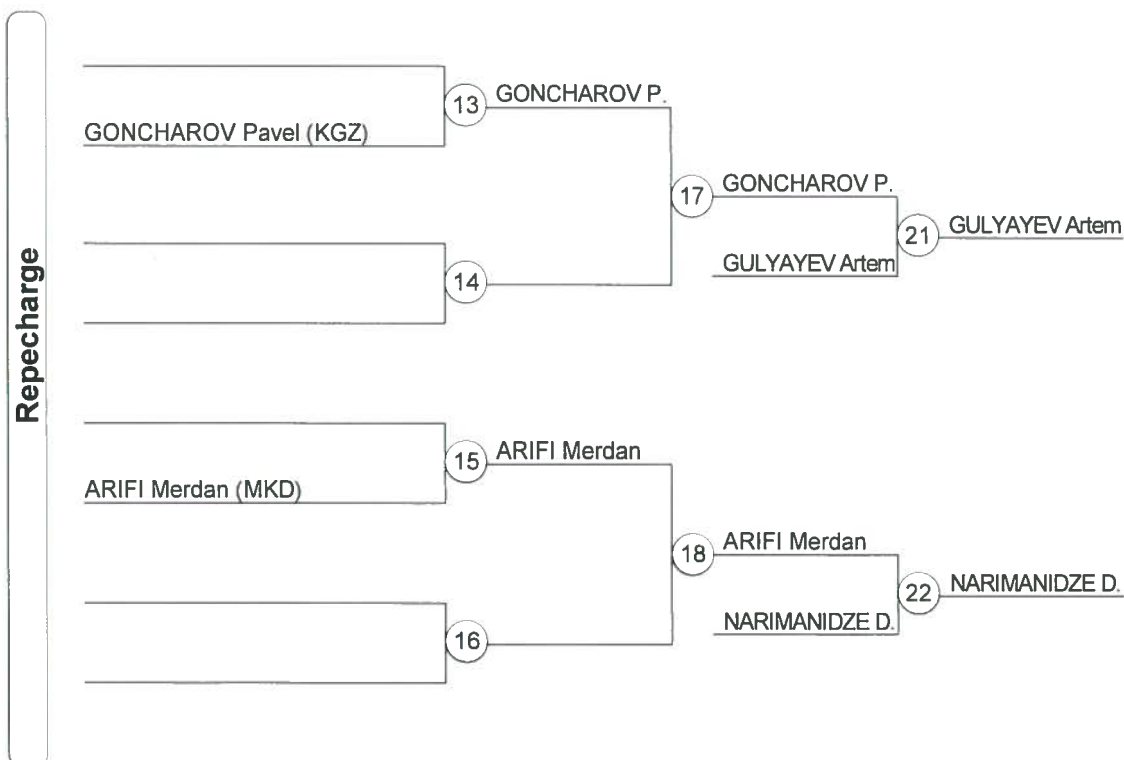 Repecharge
13
GONCHAROV P.
GONCHAROV Pavel (KGZ)
17
GONCHAROV P.
21
GULYAYEV Artem
GULYAYEV Artem
14
15
ARIFI Merdan
ARIFI Merdan (MKD)
18
ARIFI Merdan
22
NARIMANIDZE D.
NARIMANIDZE D.
16